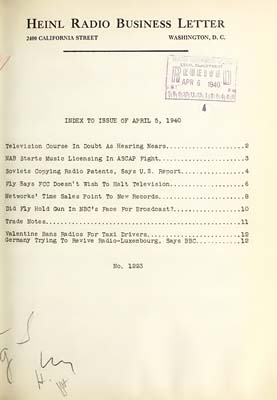 HEINL RADIO BUSINESS LETTER
2400 CALIFORNIA STREET WASHINGTON, D. C.
RECEIVED
APR 6 1940
INDEX TO ISSUE OF APRIL 5, 1940
Television Course In Doubt As Hearing Nears....................2
NAB Starts Music Licensing In ASCAP Fight......................3
Soviets Copying Radio Patents, Says U.S. Report................4
Fly Says FCC Doesn't Wish To Halt Television...................6
Networks' Time Sales Point To New Records......................8
Did Fly Hold Gun In NBC's Face For Broadcast?.................10
Trade Notes...................................................11
Valentine Bans Radios For Taxi Drivers........................12
Germany Trying To Revive Radio-Luxenbourg, Says BBC...........12
No. 1223